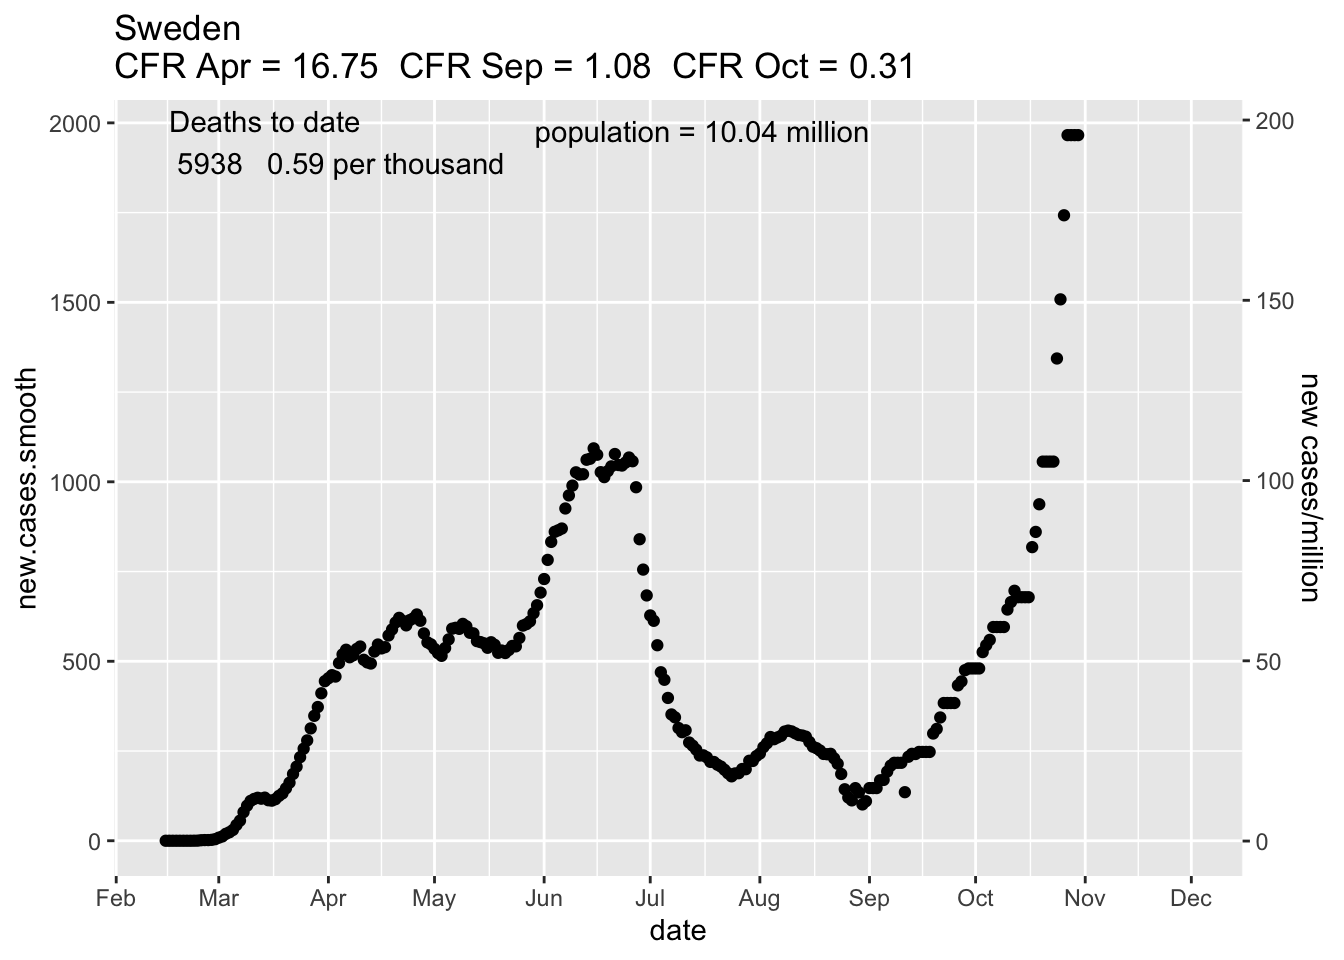 Sweden
CFR Apr = 16.75  CFR Sep = 1.08  CFR Oct = 0.31
Deaths to date
population = 10.04 million
5938   0.59 per thousand
2000
1500
1000
500
0
200
150
100
50
0
new.cases.smooth
new cases/million
Feb Mar Apr May Jun Jul Aug Sep Oct Nov Dec
date